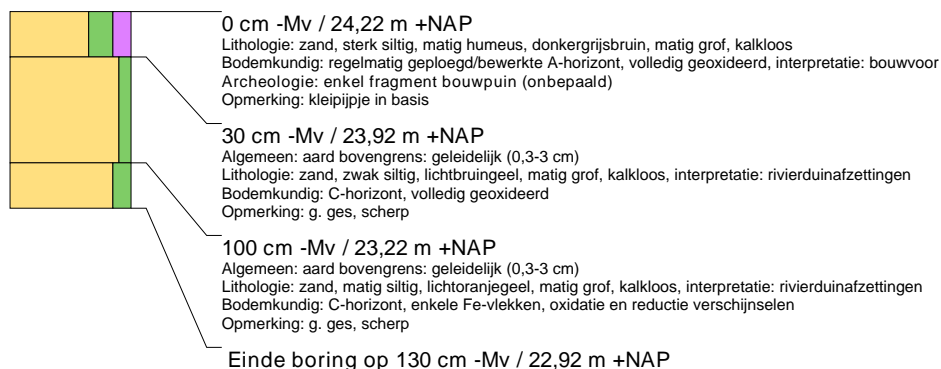 0 cm -Mv / 24,22 m +NAP
Lithologie: zand, sterk siltig, matig humeus, donkergrijsbruin, matig grof, kalkloos
Bodemkundig: regelmatig geploegd/bewerkte A-horizont, volledig geoxideerd, interpretatie: bouwvoor
Archeologie: enkel fragment bouwpuin (onbepaald)
Opmerking: kleipijpje in basis
30 cm -Mv / 23,92 m +NAP
Algemeen: aard bovengrens: geleidelijk (0,3-3 cm)
Lithologie: zand, zwak siltig, lichtbruingeel, matig grof, kalkloos, interpretatie: rivierduinafzettingen
Bodemkundig: C-horizont, volledig geoxideerd
Opmerking: g. ges, scherp
100 cm -Mv / 23,22 m +NAP
Algemeen: aard bovengrens: geleidelijk (0,3-3 cm)
Lithologie: zand, matig siltig, lichtoranjegeel, matig grof, kalkloos, interpretatie: rivierduinafzettingen
Bodemkundig: C-horizont, enkele Fe-vlekken, oxidatie en reductie verschijnselen
Opmerking: g. ges, scherp
Einde boring op 130 cm -Mv / 22,92 m +NAP